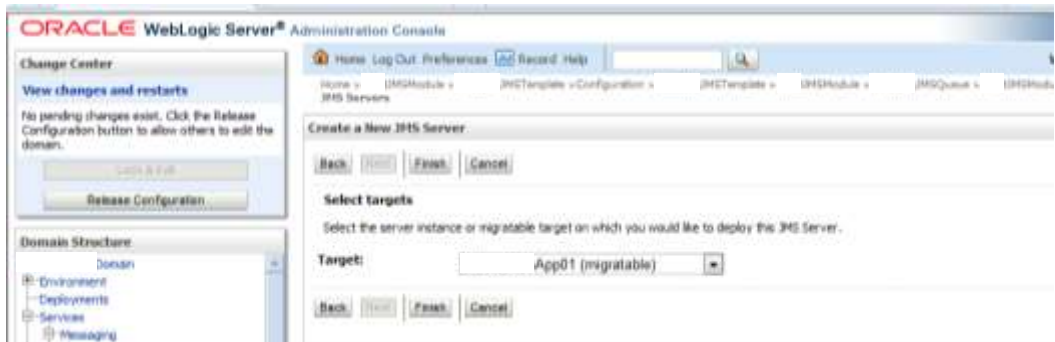 ORACLE WebLogic Server® Administration Console
Change Center
View changes and restarts
No pending changes exist. Click the Release
Configuration button to allow others to edit the
domain.
Lock & Edit
Release Configuration
Domain Structure
Domain
Environment
Deployments
Services
Messaging
Home Log Out Preferences Record Help
Home » JMSModule » JMSTemplate » Configuration » JMSTemplate » JMSModule » JMSQueue »
JMS Servers
Create a New JMS Server
Back Next Finish Cancel
Select targets
Select the server instance or migratable target on which you would like to deploy this JMS Server.
Target: App01 (migratable)
Back Next Finish Cancel